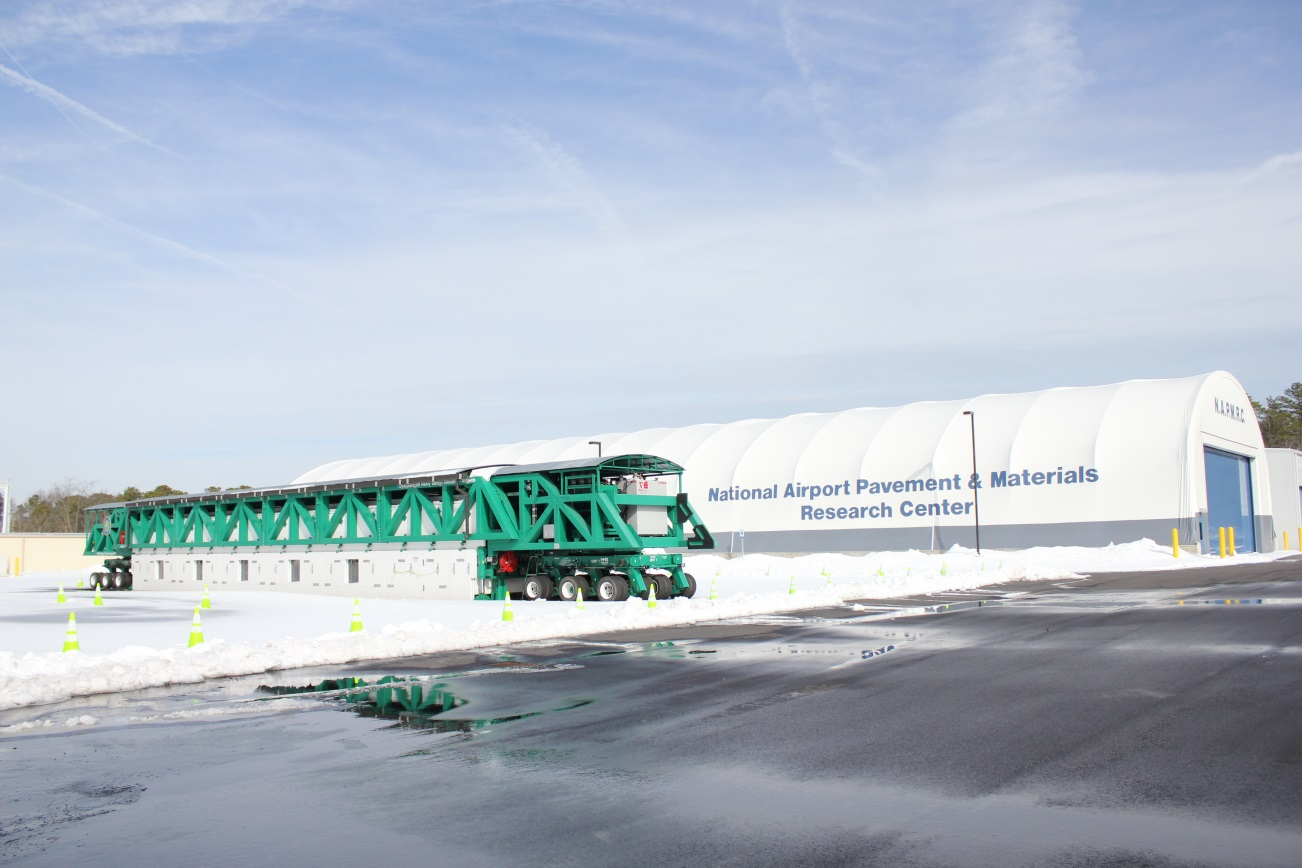 N.A.P.M.R.C.
National Airport Pavement & Materials
Research Center